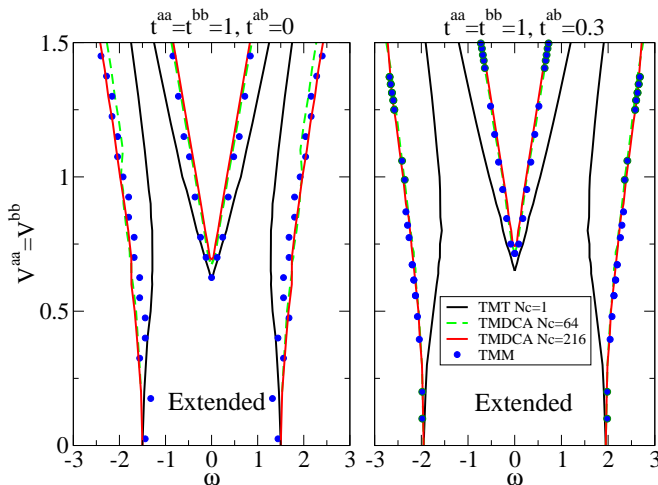 t^aa=t^bb=1, t^ab=0
t^aa=t^bb=1, t^ab=0.3
V^aa=V^bb
1.5
1
0.5
0
Extended
Extended
TMT Nc=1
TMDCA Nc=64
TMDCA Nc=216
TMM
-3 -2 -1 0 1 2 3
-3 -2 -1 0 1 2 3
ω
ω